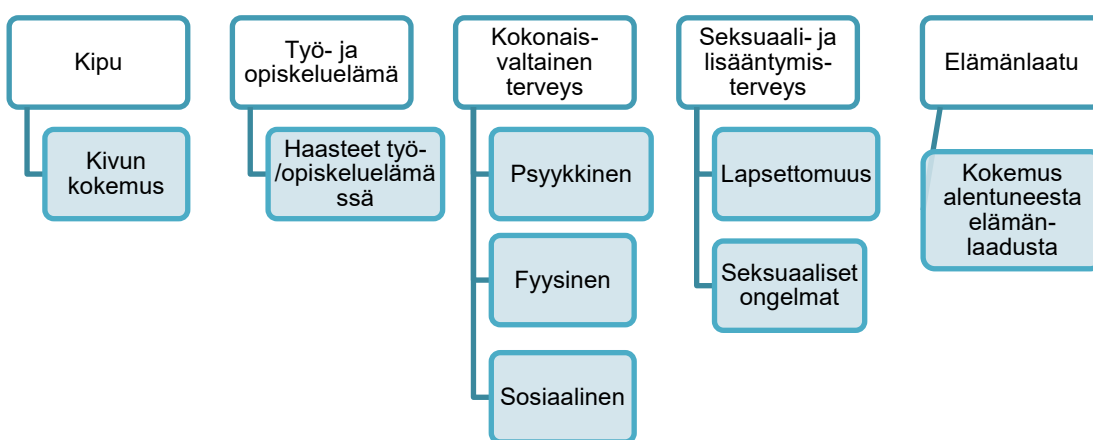 Kipu
Kivun
kokemus
Työ- ja
opiskeluelämä
Haasteet työ-
/opiskeluelämä
ssä
Kokonais-
valtainen
terveys
Psyykkinen
Fyysinen
Sosiaalinen
Seksuaali- ja
lisääntymis-
terveys
Lapsettomuus
Seksuaaliset
ongelmat
Elämänlaatu
Kokemus
alentuneesta
elämän-
laadusta